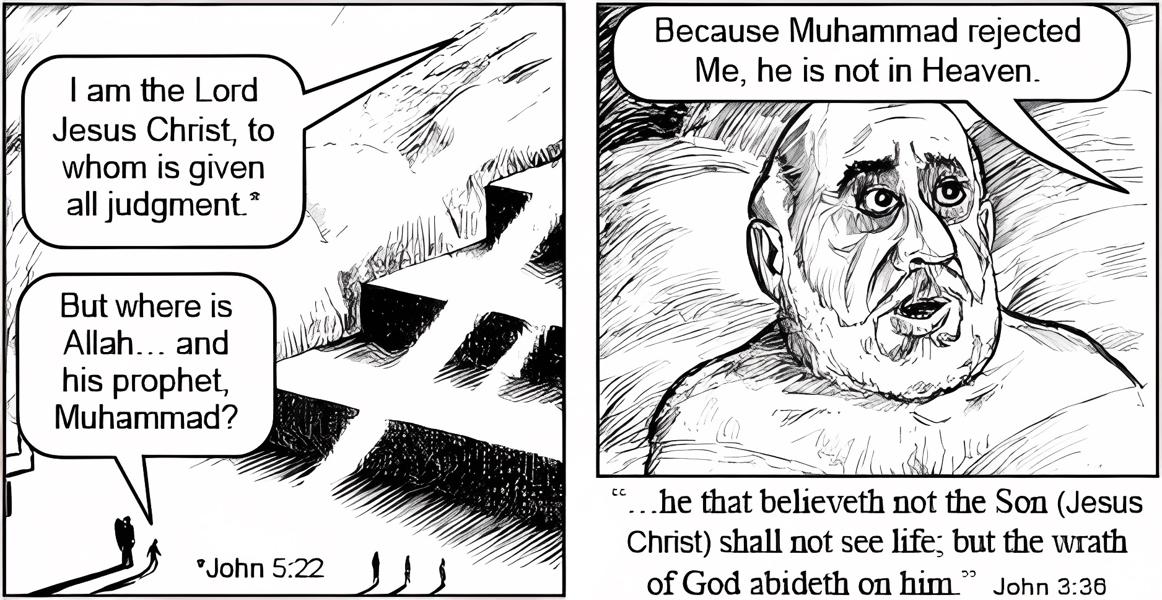 I am the Lord
Jesus Christ, to
whom is given
all judgment.*
But where is
Allah... and
his prophet,
Muhammad?
*John 5:22
Because Muhammad rejected
Me, he is not in Heaven.
“...he that believeth not the Son (Jesus
Christ) shall not see life; but the wrath
of God abideth on him.” John 3:36